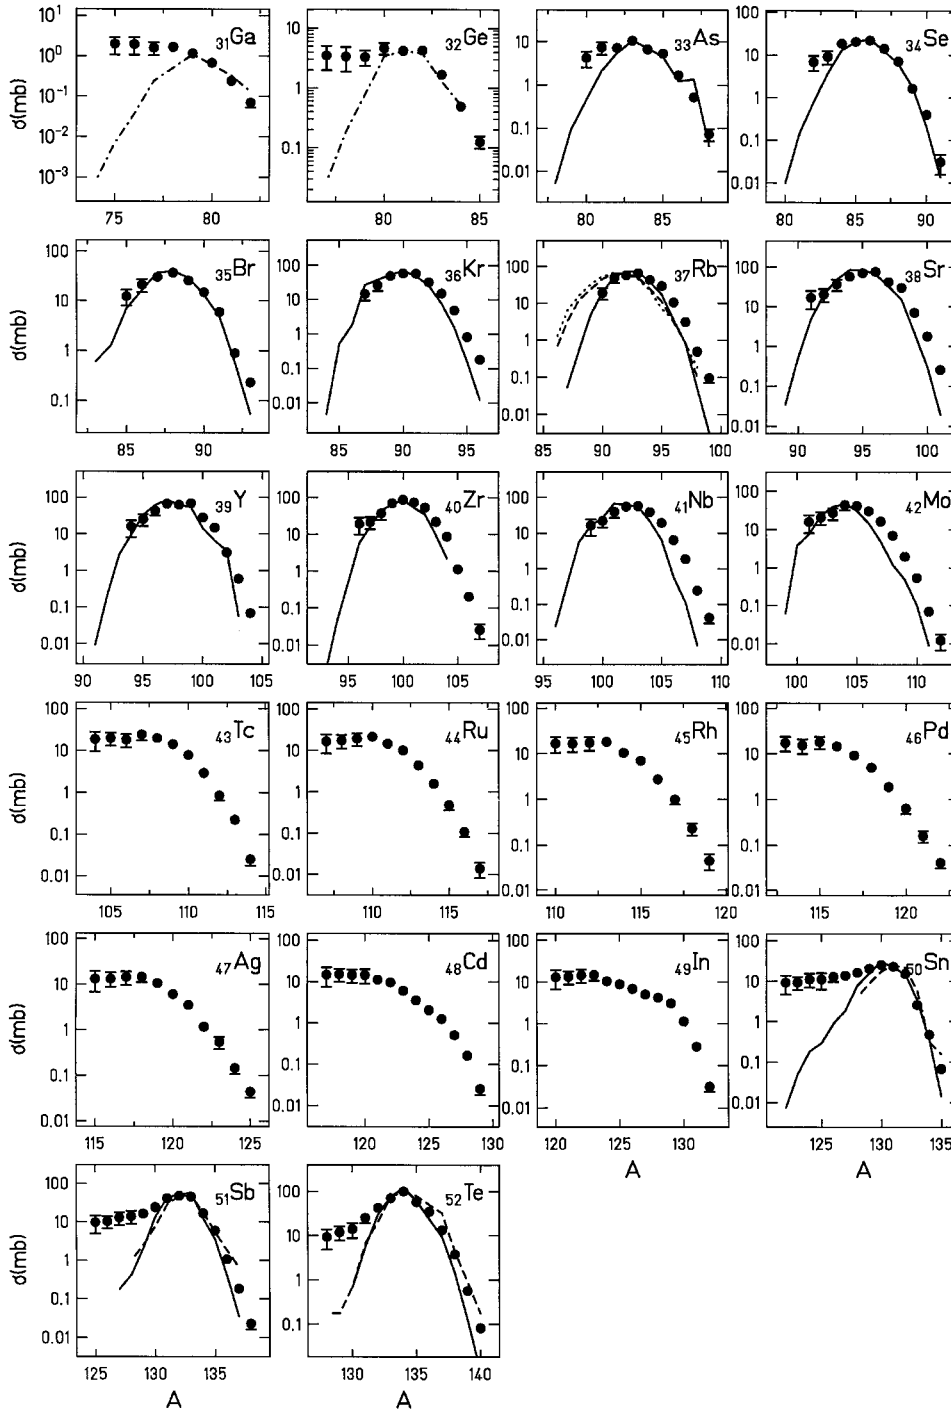 d(mb)
10¹
10⁰
10⁻¹
10⁻²
10⁻³
₃₁Ga
75 80
10
1
0.1
₃₂Ge
80 85
10
1
0.1
0.01
₃₃As
80 85
100
10
1
0.1
0.01
₃₄Se
80 85 90
d(mb)
100
10
1
0.1
₃₅Br
85 90
100
10
1
0.1
0.01
₃₆Kr
85 90 95
100
10
1
0.1
0.01
₃₇Rb
85 90 95 100
100
10
1
0.1
0.01
₃₈Sr
90 95 100
d(mb)
100
10
1
0.1
0.01
₃₉Y
90 95 100 105
100
10
1
0.1
0.01
₄₀Zr
95 100 105
100
10
1
0.1
0.01
₄₁Nb
95 100 105
100
10
1
0.1
0.01
₄₂Mo
100 105 110
d(mb)
100
10
1
0.1
0.01
₄₃Tc
105 110 115
100
10
1
0.1
0.01
₄₄Ru
110 115
10
1
0.1
0.01
₄₅Rh
110 115 120
10
1
0.1
0.01
₄₆Pd
115 120
d(mb)
100
10
1
0.1
0.01
₄₇Ag
115 120 125
100
10
1
0.1
0.01
₄₈Cd
120 125 130
100
10
1
0.1
0.01
₄₉In
120 125 130
A
100
10
1
0.1
0.01
₅₀Sn
125 130 135
A
d(mb)
100
10
1
0.1
0.01
₅₁Sb
125 130 135
A
100
10
1
0.1
₅₂Te
130 135 140
A